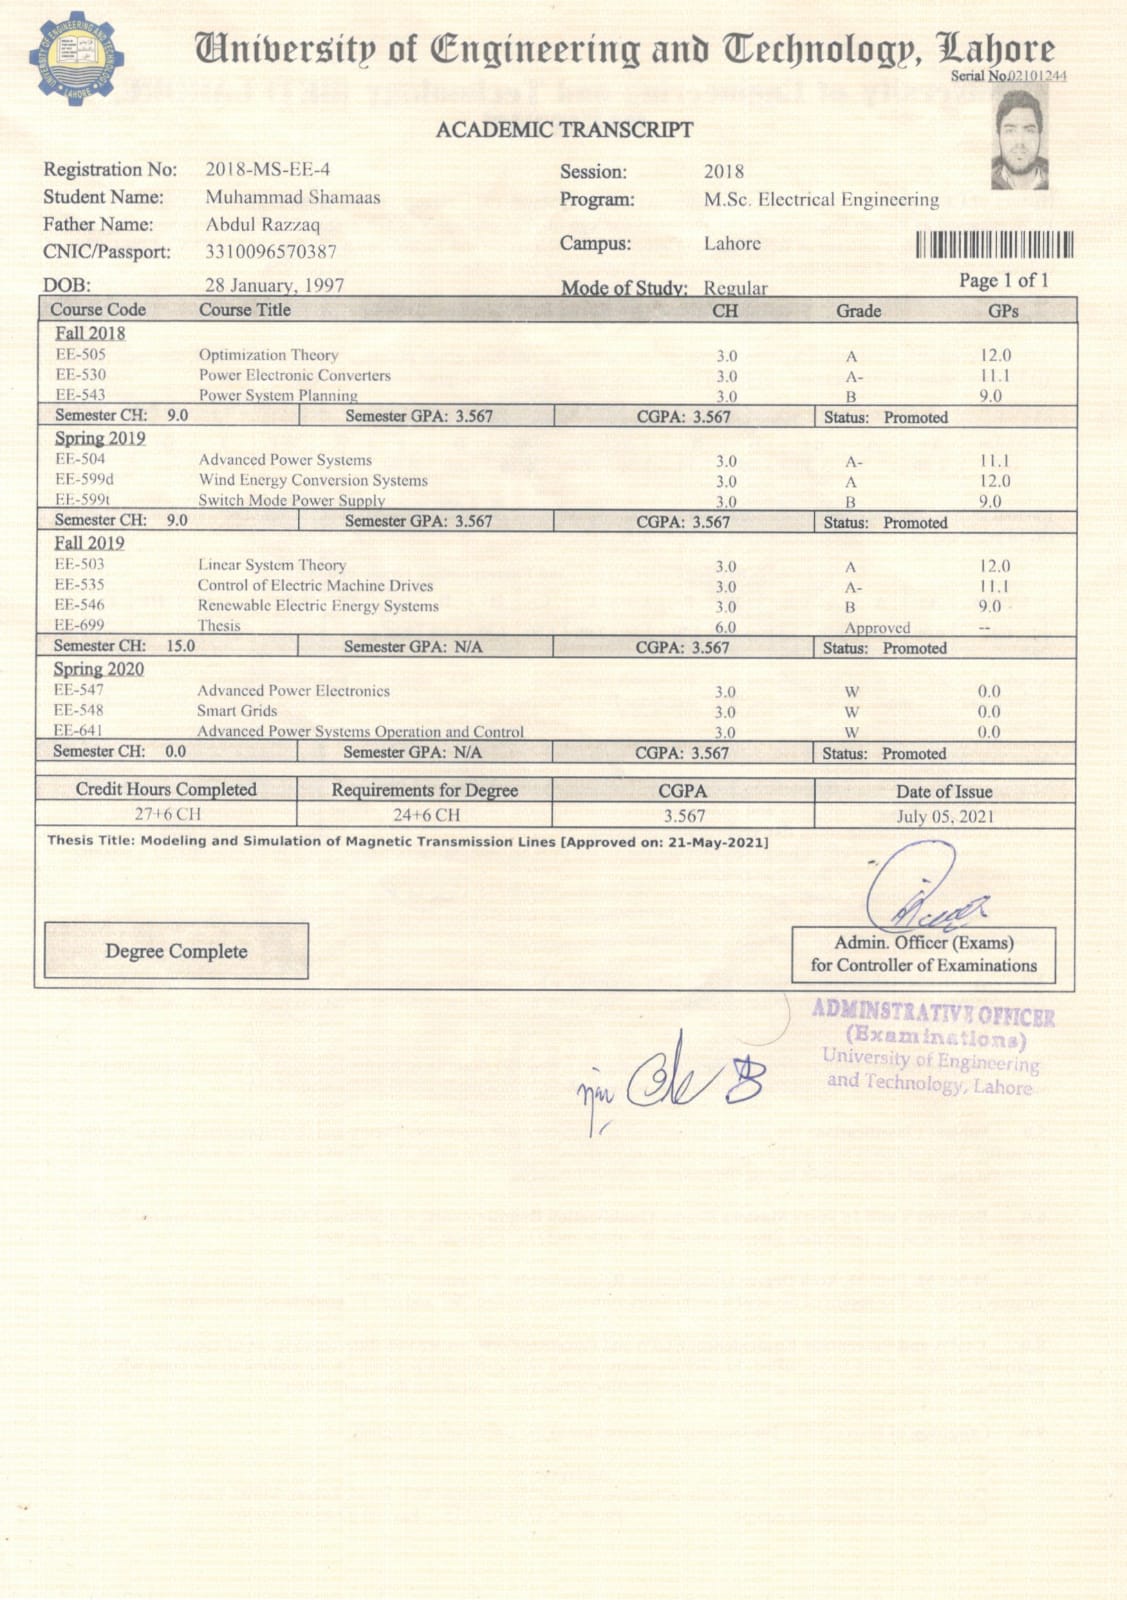 University of Engineering and Technology, Lahore
Serial No.02101244
ACADEMIC TRANSCRIPT
Registration No: 2018-MS-EE-4 Session: 2018
Student Name: Muhammad Shamaas Program: M.Sc. Electrical Engineering
Father Name: Abdul Razzaq
CNIC/Passport: 3310096570387 Campus: Lahore
DOB: 28 January, 1997 Mode of Study: Regular Page 1 of 1
Course Code Course Title CH Grade GPs
Fall 2018
EE-505 Optimization Theory 3.0 A 12.0
EE-530 Power Electronic Converters 3.0 A- 11.1
EE-543 Power System Planning 3.0 B 9.0
Semester CH: 9.0 Semester GPA: 3.567 CGPA: 3.567 Status: Promoted
Spring 2019
EE-504 Advanced Power Systems 3.0 A- 11.1
EE-599d Wind Energy Conversion Systems 3.0 A 12.0
EE-599t Switch Mode Power Supply 3.0 B 9.0
Semester CH: 9.0 Semester GPA: 3.567 CGPA: 3.567 Status: Promoted
Fall 2019
EE-503 Linear System Theory 3.0 A 12.0
EE-535 Control of Electric Machine Drives 3.0 A- 11.1
EE-546 Renewable Electric Energy Systems 3.0 B 9.0
EE-699 Thesis 6.0 Approved --
Semester CH: 15.0 Semester GPA: N/A CGPA: 3.567 Status: Promoted
Spring 2020
EE-547 Advanced Power Electronics 3.0 W 0.0
EE-548 Smart Grids 3.0 W 0.0
EE-641 Advanced Power Systems Operation and Control 3.0 W 0.0
Semester CH: 0.0 Semester GPA: N/A CGPA: 3.567 Status: Promoted
Credit Hours Completed Requirements for Degree CGPA Date of Issue
27+6 CH 24+6 CH 3.567 July 05, 2021
Thesis Title: Modeling and Simulation of Magnetic Transmission Lines [Approved on: 21-May-2021]
Degree Complete
Admin. Officer (Exams)
for Controller of Examinations
ADMINSTRATIVE OFFICER
(Examinations)
University of Engineering
and Technology, Lahore